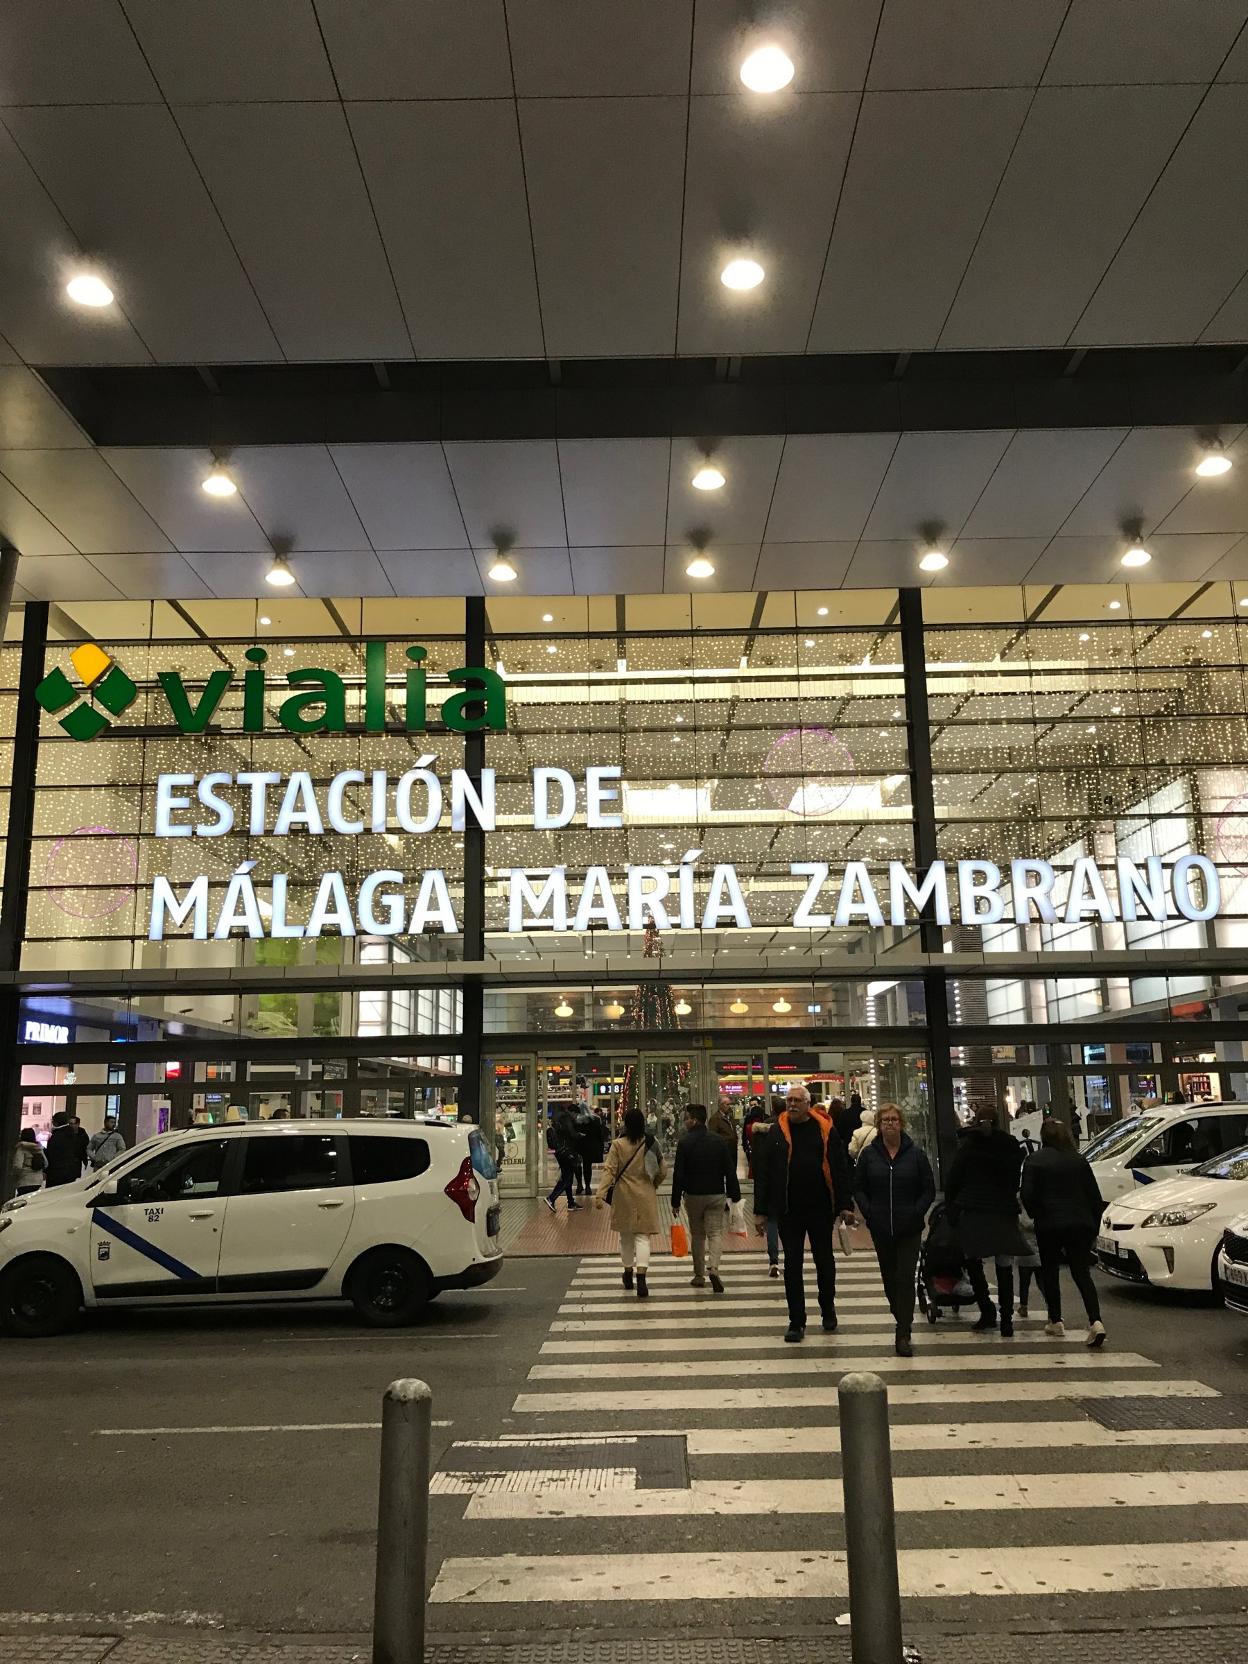 vialia
ESTACIÓN DE
MÁLAGA MARÍA ZAMBRANO
PRIMOR
TAXI
82